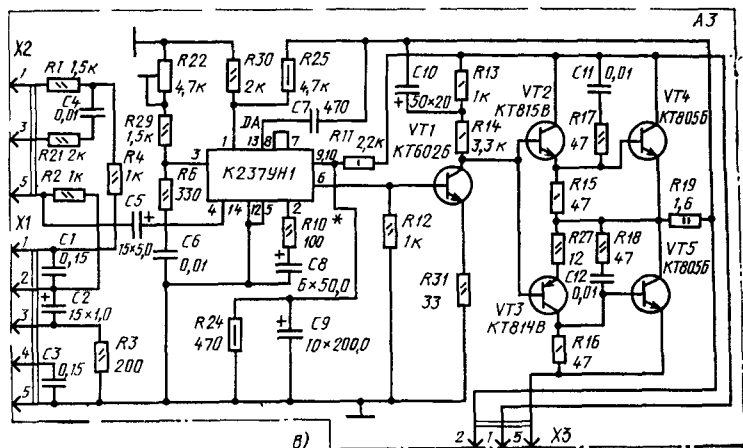 А3
X2
1
3
5
R1 1,5к
C4
0,01
R21 2к
R2 1к
R4
1к
C5
15×5,0
X1
1
2
3
4
5
C1
0,15
C2
15×1,0
C3
0,15
R3
200
R22
4,7к
R29
1,5к
R6
330
C6
0,01
R30
2к
R25
4,7к
C7 470
DA
1 13 8 7
3
К237УН1
9,10
6
4 14 12 5 2
*
R11 2,2к
R10
100
C8
6×50,0
R24
470
C9
10×200,0
R12
1к
C10
50×20
R13
1к
R14
3,3к
VT1
КТ602Б
R31
33
VT2
КТ815В
C11
0,01
R17
47
VT4
КТ805Б
R15
47
R19
1,6
R27
12
R18
47
C12
0,01
VT3
КТ814В
VT5
КТ805Б
R16
47
2 1 5 X3
в)